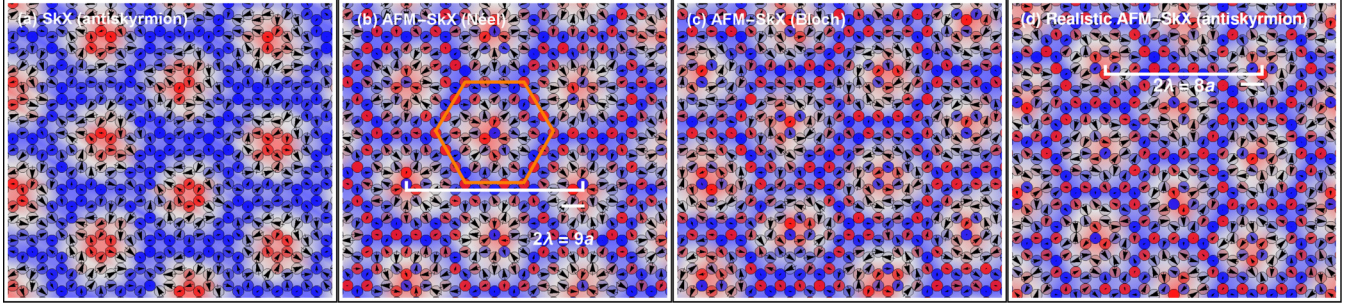 (a) SkX (antiskyrmion)
(b) AFM–SkX (Néel)
(c) AFM–SkX (Bloch)
(d) Realistic AFM–SkX (antiskyrmion)
2λ = 8a
2λ = 9a